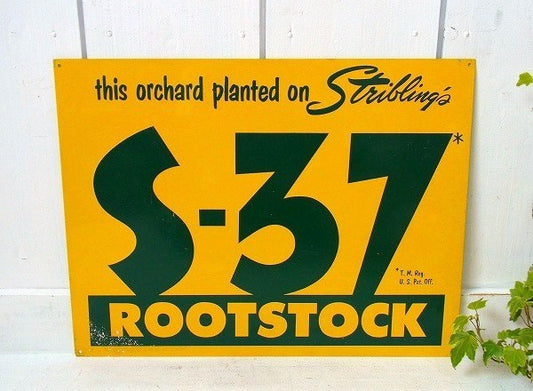 this orchard planted on Stribling's
S-37*
*T. M. Reg.
U. S. Pat. Off.
ROOTSTOCK